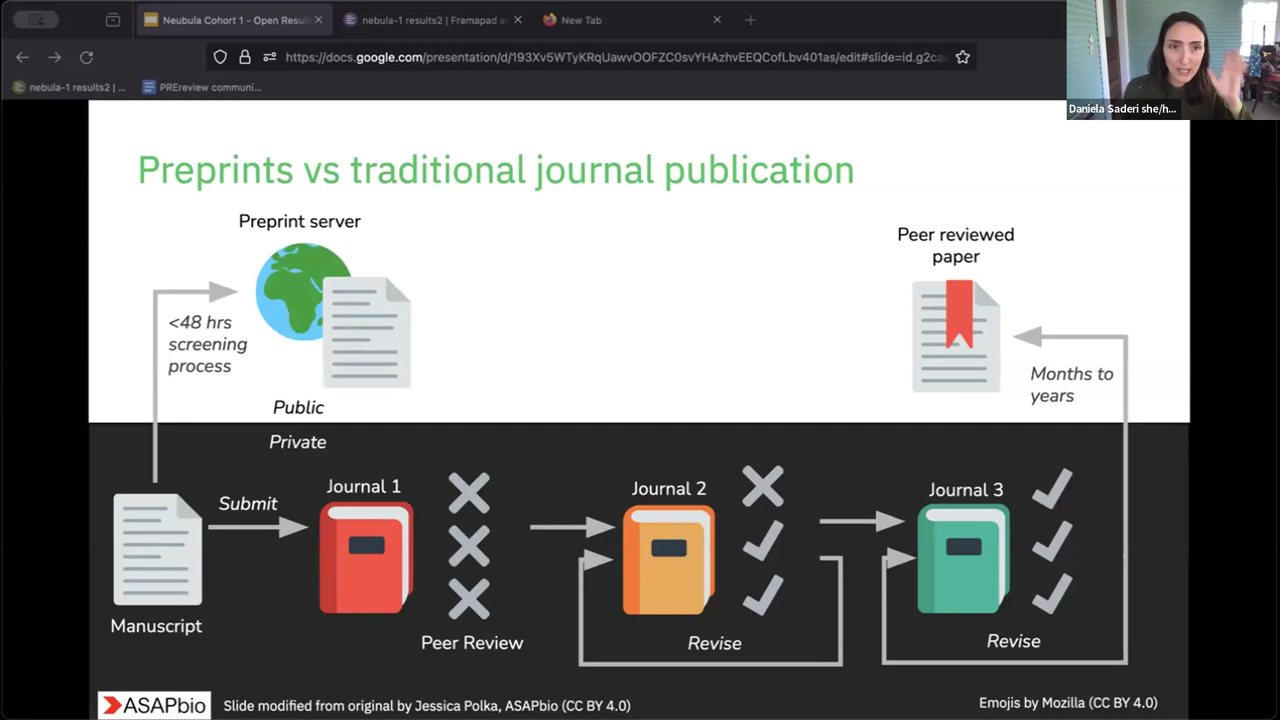 Neubula Cohort 1 - Open Resul
nebula-1 results2 | Framapad
New Tab
https://docs.google.com/presentation/d/193Xv5WTyKRqUawvOOFZC0svYHAzhvEEQCofLbv401as/edit#slide=id.g2ca
nebula-1 results2 | ...
PREreview communi...
Daniela Saderi she/h...
Preprints vs traditional journal publication
Preprint server
Peer reviewed
paper
<48 hrs
screening
process
Months to
years
Public
Private
Submit
Journal 1
Journal 2
Journal 3
Manuscript
Peer Review
Revise
Revise
ASAPbio
Slide modified from original by Jessica Polka, ASAPbio (CC BY 4.0)
Emojis by Mozilla (CC BY 4.0)